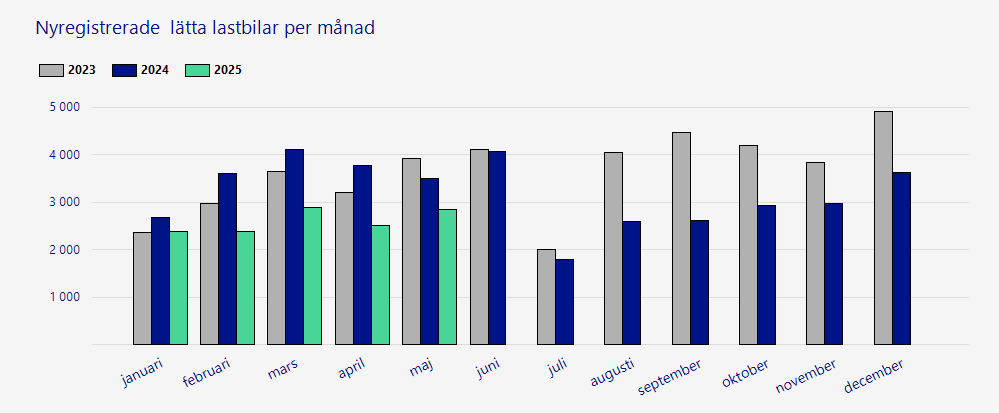 Nyregistrerade  lätta lastbilar per månad
2023 2024 2025
5 000
4 000
3 000
2 000
1 000
januari februari mars april maj juni juli augusti september oktober november december